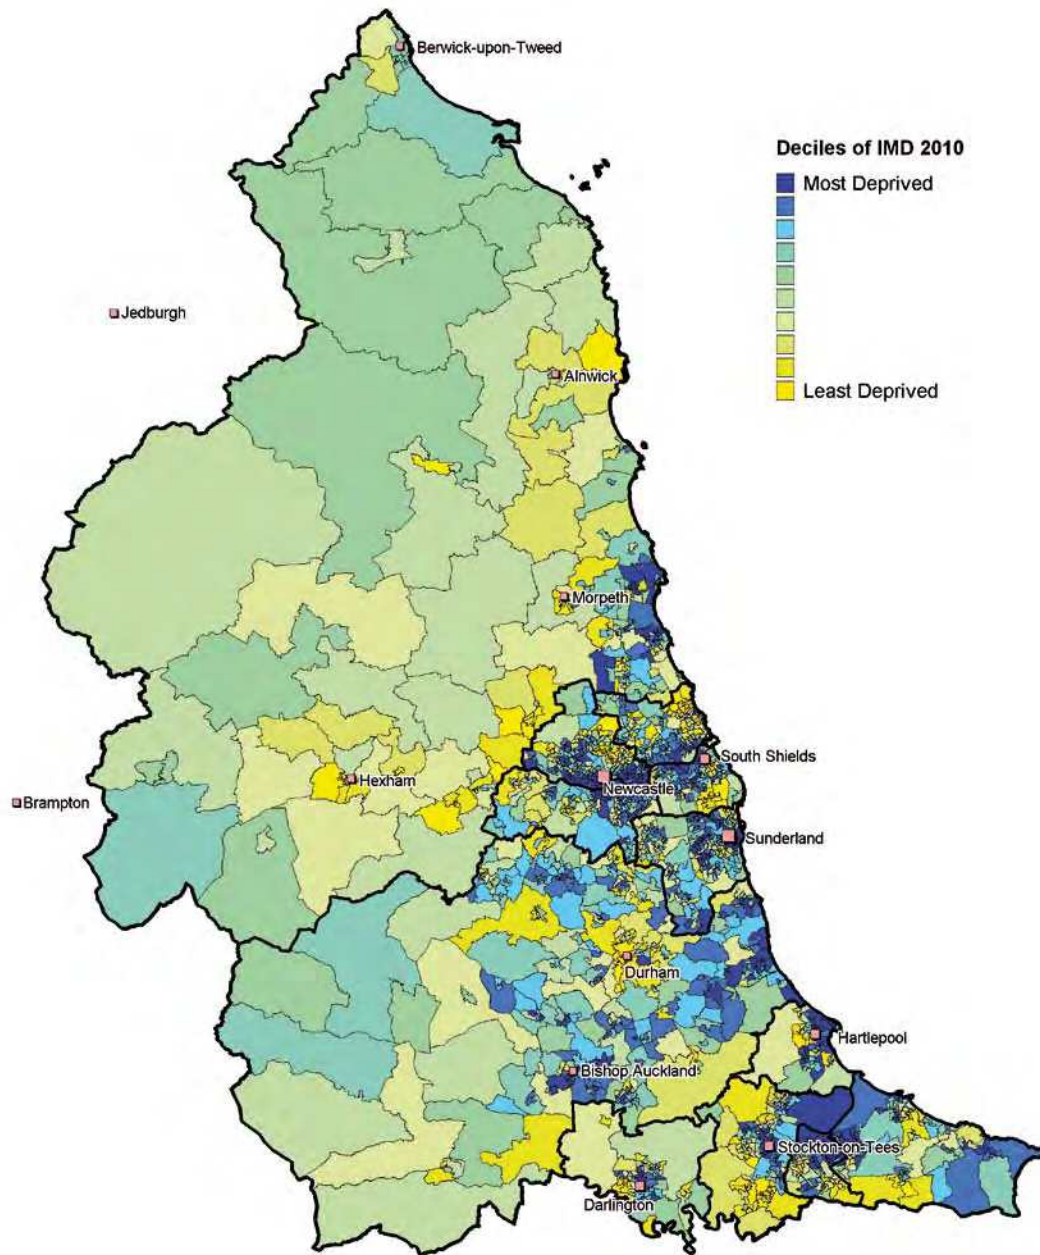 Berwick-upon-Tweed
Deciles of IMD 2010
Most Deprived
Least Deprived
Jedburgh
Alnwick
Morpeth
South Shields
Hexham
Newcastle
Brampton
Sunderland
Durham
Hartlepool
Bishop Auckland
Stockton-on-Tees
Darlington